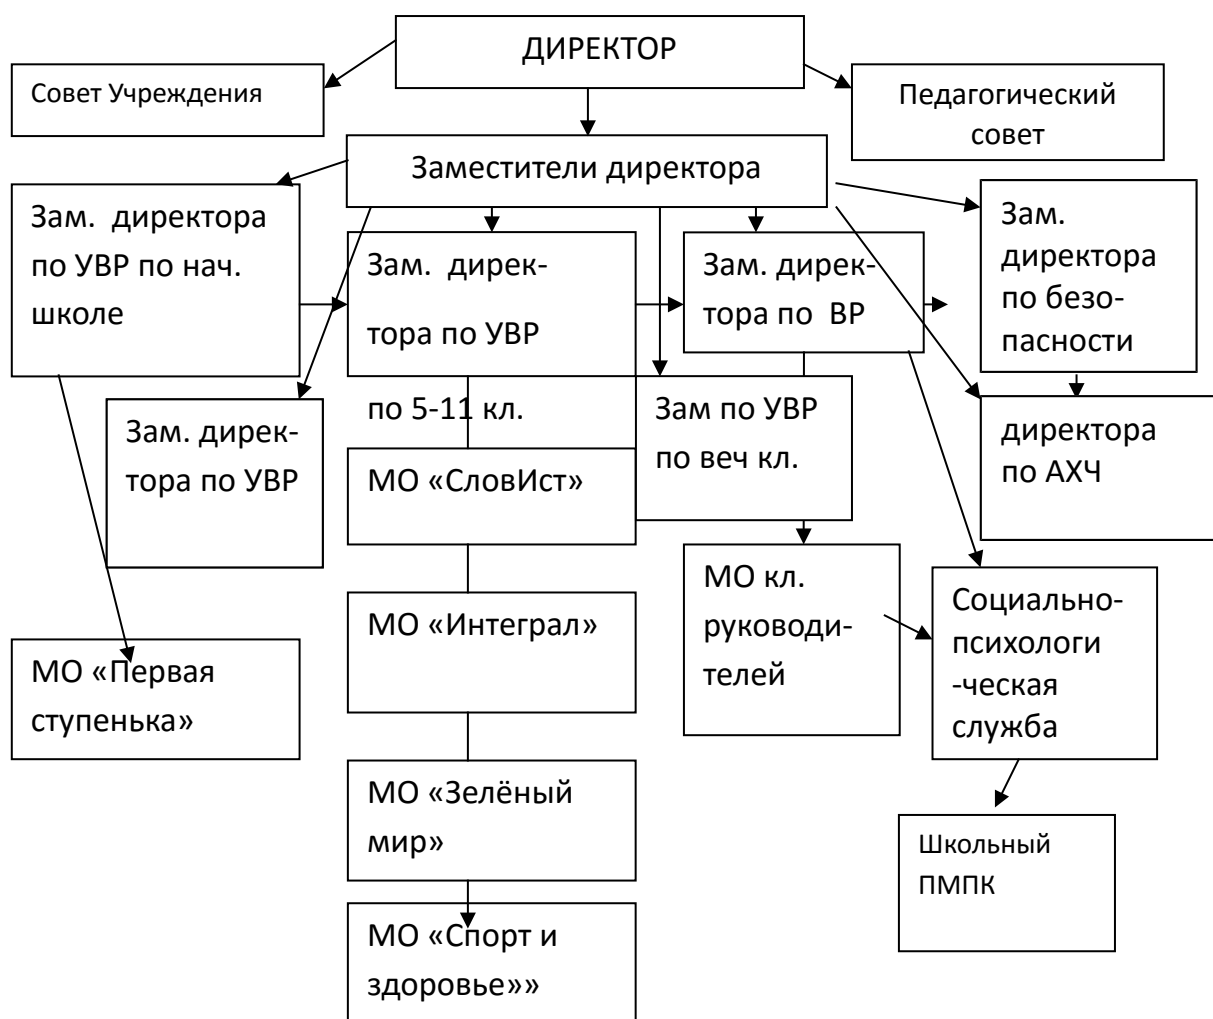 ДИРЕКТОР
Совет Учреждения
Педагогический
совет
Заместители директора
Зам. директора
по УВР по нач.
школе
Зам. дирек-
тора по УВР
по 5-11 кл.
Зам. дирек-
тора по ВР
Зам.
директора
по безо-
пасности
Зам. дирек-
тора по УВР
Зам по УВР
по веч кл.
директора
по АХЧ
МО «СловИст»
МО «Интеграл»
МО кл.
руководи-
телей
Социально-
психологи
-ческая
служба
МО «Первая
ступенька»
МО «Зелёный
мир»
Школьный
ПМПК
МО «Спорт и
здоровье»»